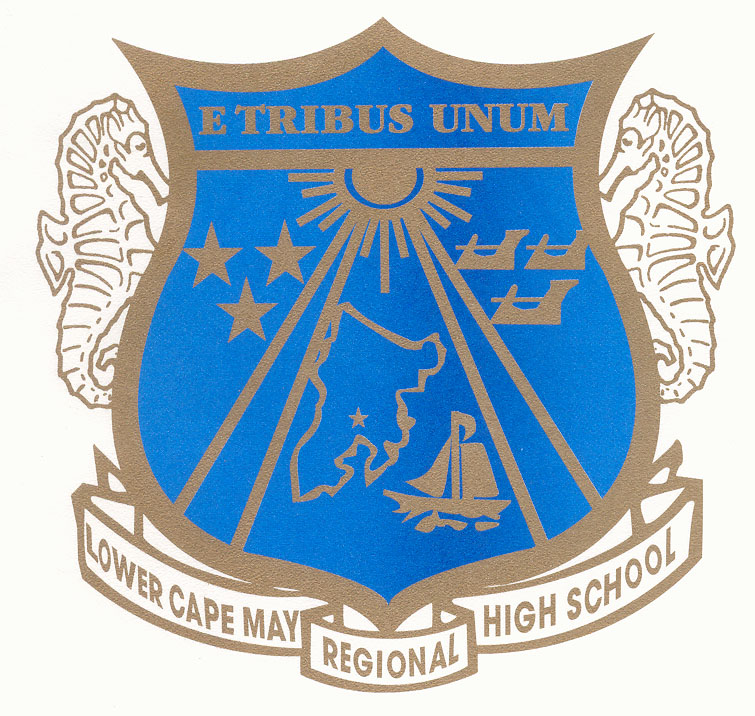 E TRIBUS UNUM
LOWER CAPE MAY
REGIONAL
HIGH SCHOOL